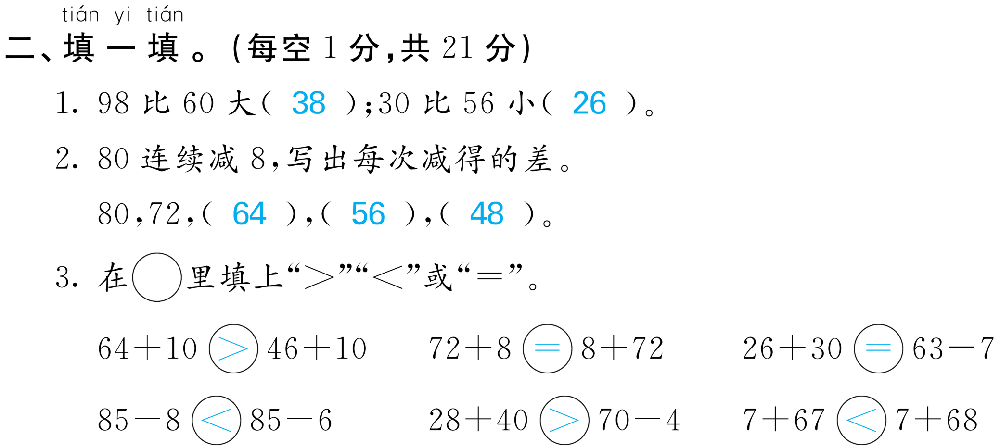 tián yi tián
二、填一填。(每空1分,共21分)
1. 98比60大( 38 );30比56小( 26 )。
2. 80连续减8,写出每次减得的差。
80,72,( 64 ),( 56 ),( 48 )。
3. 在○里填上“>”“<”或“=”。
64+10 > 46+10 72+8 = 8+72 26+30 = 63-7
85-8 < 85-6 28+40 > 70-4 7+67 < 7+68